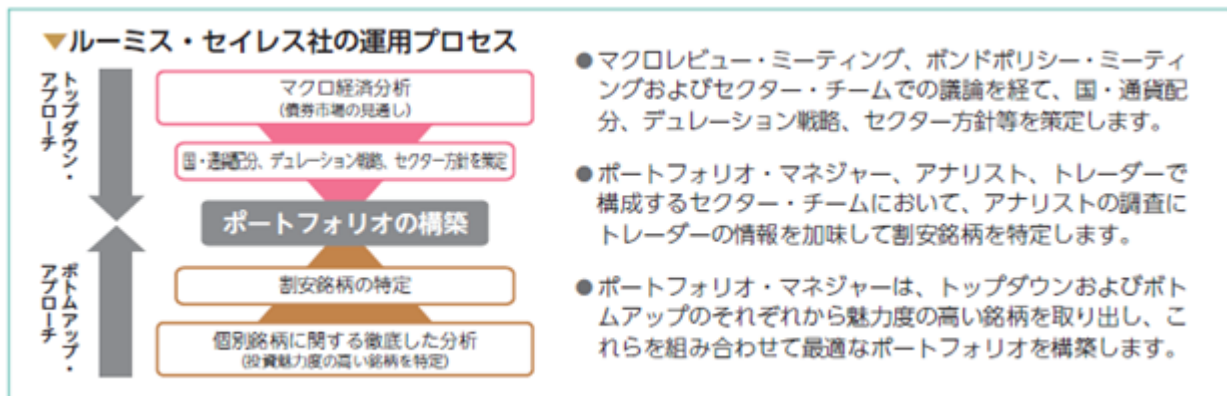 ▼ルーミス・セイレス社の運用プロセス
トップダウン・
アプローチ
マクロ経済分析
(債券市場の見通し)
国・通貨配分、デュレーション戦略、セクター方針を策定
ポートフォリオの構築
割安銘柄の特定
個別銘柄に関する徹底した分析
(投資魅力度の高い銘柄を特定)
ボトムアップ・
アプローチ
●マクロレビュー・ミーティング、ボンドポリシー・ミーティ
ングおよびセクター・チームでの議論を経て、国・通貨配
分、デュレーション戦略、セクター方針等を策定します。
●ポートフォリオ・マネジャー、アナリスト、トレーダーで
構成するセクター・チームにおいて、アナリストの調査に
トレーダーの情報を加味して割安銘柄を特定します。
●ポートフォリオ・マネジャーは、トップダウンおよびボト
ムアップのそれぞれから魅力度の高い銘柄を取り出し、こ
れらを組み合わせて最適なポートフォリオを構築します。